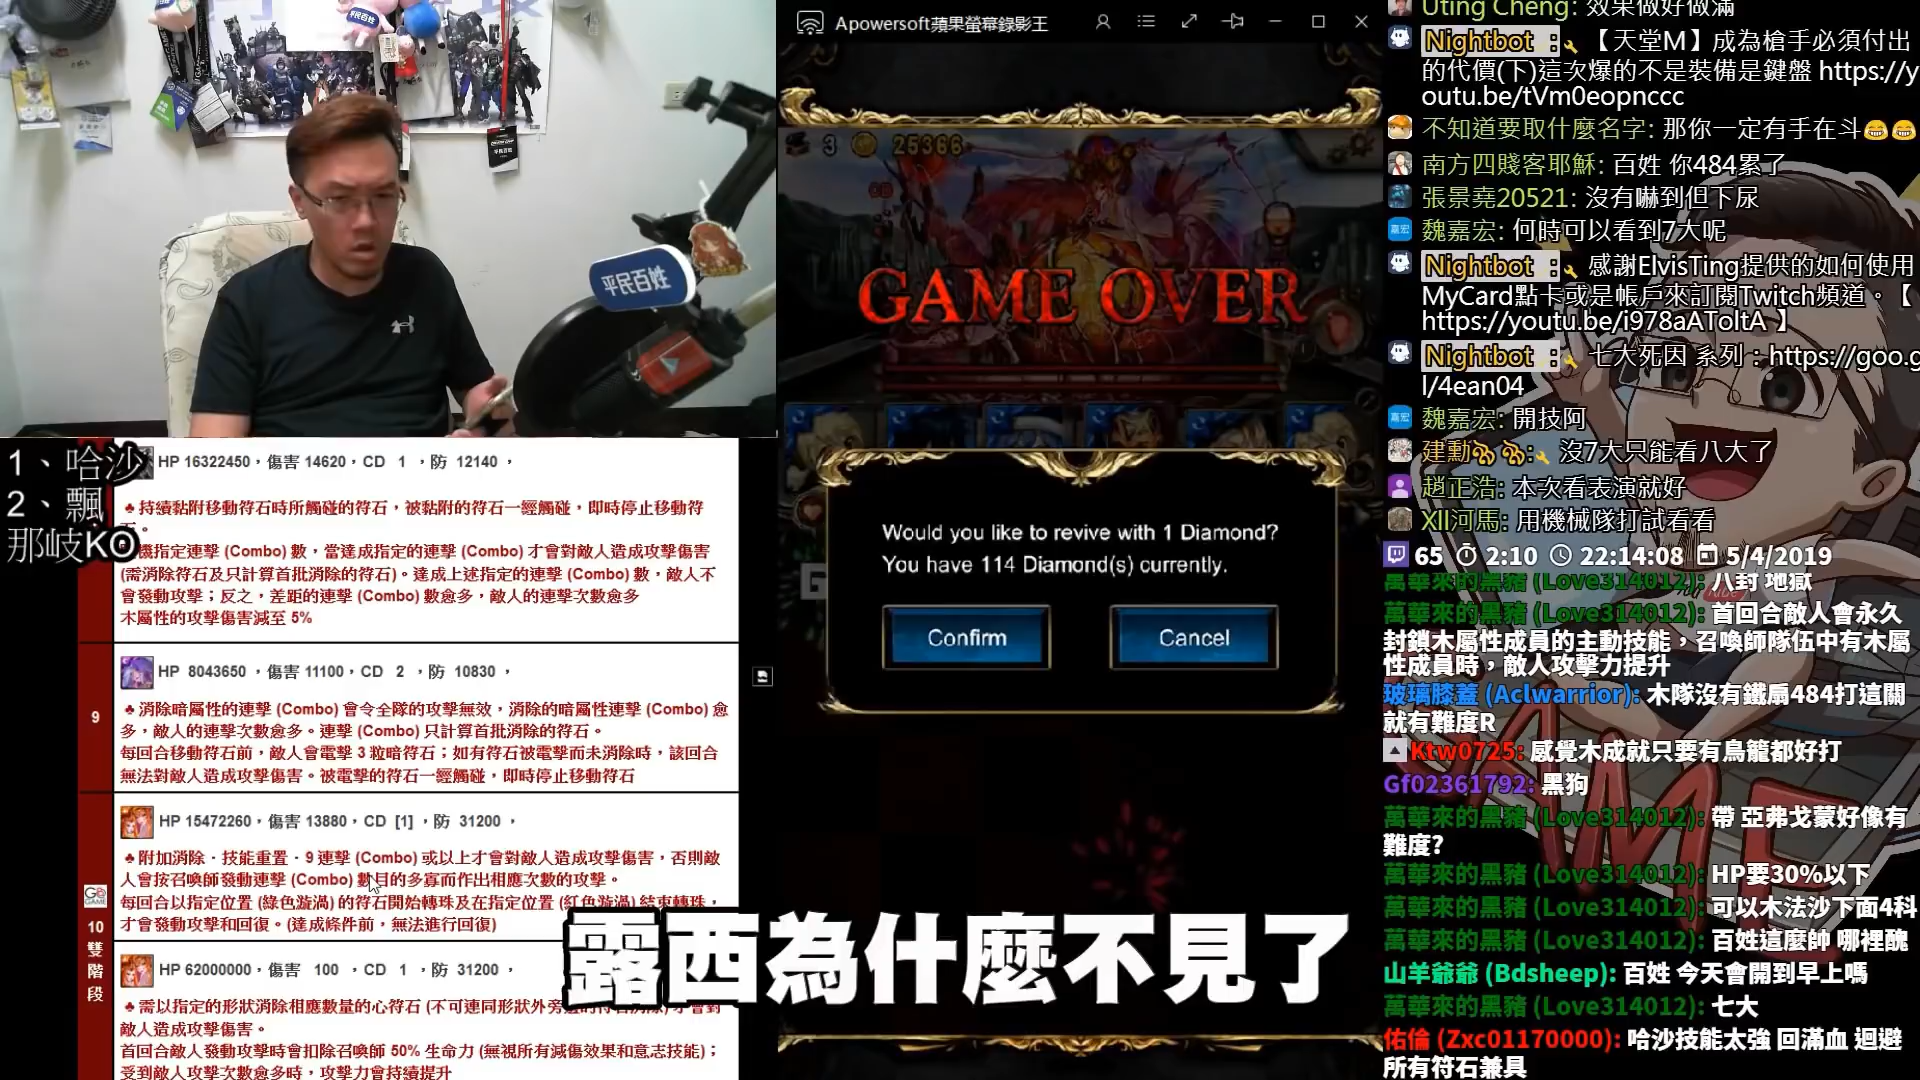 平民百姓
1、哈沙
2、飄
那岐KO
HP 16322450，傷害 14620，CD 1 ，防 12140 ，
♣持續黏附移動符石時所觸碰的符石，被黏附的符石一經觸碰，即時停止移動符
機指定連擊 (Combo) 數，當達成指定的連擊 (Combo) 才會對敵人造成攻擊傷害
(需消除符石及只計算首批消除的符石)。達成上述指定的連擊 (Combo) 數，敵人不
會發動攻擊；反之，差距的連擊 (Combo) 數愈多，敵人的連擊次數愈多
木屬性的攻擊傷害減至 5%
9
HP 8043650，傷害 11100，CD 2 ，防 10830 ，
♣消除暗屬性的連擊 (Combo) 會令全隊的攻擊無效，消除的暗屬性連擊 (Combo) 愈
多，敵人的連擊次數愈多。連擊 (Combo) 只計算首批消除的符石。
每回合移動符石前，敵人會電擊 3 粒暗符石；如有符石被電擊而未消除時，該回合
無法對敵人造成攻擊傷害。被電擊的符石一經觸碰，即時停止移動符石
10
雙
階
段
HP 15472260，傷害 13880，CD [1] ，防 31200 ，
♣附加消除．技能重置．9 連擊 (Combo) 或以上才會對敵人造成攻擊傷害，否則敵
人會按召喚師發動連擊 (Combo) 數目的多寡而作出相應次數的攻擊。
每回合以指定位置 (綠色漩渦) 的符石開始轉珠及在指定位置 (紅色漩渦) 結束轉珠，
才會發動攻擊和回復。(達成條件前，無法進行回復)
HP 62000000，傷害 100 ，CD 1 ，防 31200 ，
♣需以指定的形狀消除相應數量的心符石 (不可連同形狀外旁
敵人造成攻擊傷害。
首回合敵人發動攻擊時會扣除召喚師 50% 生命力 (無視所有減傷效果和意志技能)；
受到敵人攻擊次數愈多時，攻擊力會持續提升
Apowersoft蘋果螢幕錄影王
3 25366
GAME OVER
Would you like to revive with 1 Diamond?
You have 114 Diamond(s) currently.
Confirm
Cancel
露西為什麼不見了
Uting Cheng: 效果做好做滿
Nightbot :【天堂M】成為槍手必須付出
的代價(下)這次爆的不是裝備是鍵盤 https://y
outu.be/tVm0eopnccc
不知道要取什麼名字: 那你一定有手在斗😂😂
南方四賤客耶穌: 百姓 你484累了
張景堯20521: 沒有嚇到但下尿
魏嘉宏: 何時可以看到7大呢
Nightbot : 感謝ElvisTing提供的如何使用
MyCard點卡或是帳戶來訂閱Twitch頻道。【
https://youtu.be/i978aAToltA 】
Nightbot : 七大死因 系列：https://goo.g
l/4ean04
魏嘉宏: 開技阿
建勳: 沒7大只能看八大了
趙正浩: 本次看表演就好
XII河馬: 用機械隊打試看看
65 2:10 22:14:08 5/4/2019
萬華來的黑豬 (Love314012): 八封 地獄
萬華來的黑豬 (Love314012): 首回合敵人會永久
封鎖木屬性成員的主動技能，召喚師隊伍中有木屬
性成員時，敵人攻擊力提升
玻璃膝蓋 (Aclwarrior): 木隊沒有鐵扇484打這關
就有難度R
Ktw0725: 感覺木成就只要有鳥籠都好打
Gf02361792: 黑狗
萬華來的黑豬 (Love314012): 帶 亞弗戈蒙好像有
難度?
萬華來的黑豬 (Love314012): HP要30%以下
萬華來的黑豬 (Love314012): 可以木法沙下面4科
萬華來的黑豬 (Love314012): 百姓這麼帥 哪裡醜
山羊爺爺 (Bdsheep): 百姓 今天會開到早上嗎
萬華來的黑豬 (Love314012): 七大
佑倫 (Zxc01170000): 哈沙技能太強 回滿血 迴避
所有符石兼具